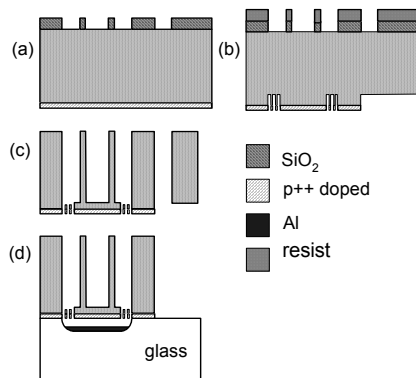 (a)
(b)
(c)
SiO2
p++ doped
Al
resist
(d)
glass